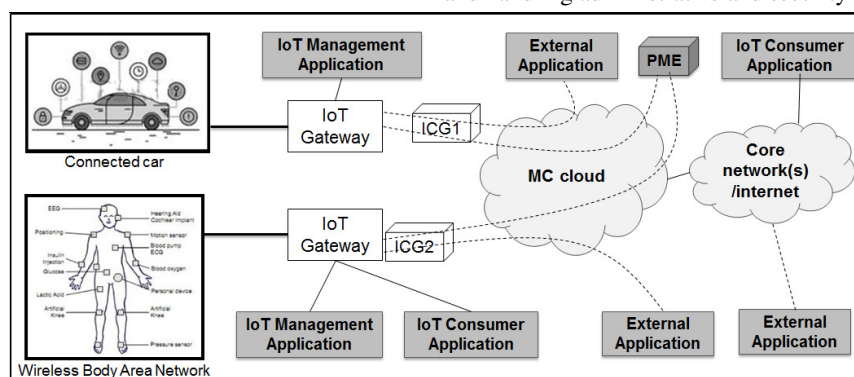 IoT Management
Application
External
Application
PME
IoT Consumer
Application
IoT
Gateway
ICG1
Connected car
MC cloud
Core
network(s)
/internet
EEG
Hearing Aid
Cochlear Implant
Positioning
Motion sensor
Blood pump
ECG
Insulin
Injection
Glucose
Blood oxygen
Lactic Acid
Personal device
Artificial
Knee
Artificial
Knee
Pressure sensor
Wireless Body Area Network
IoT
Gateway
ICG2
IoT Management
Application
IoT Consumer
Application
External
Application
External
Application